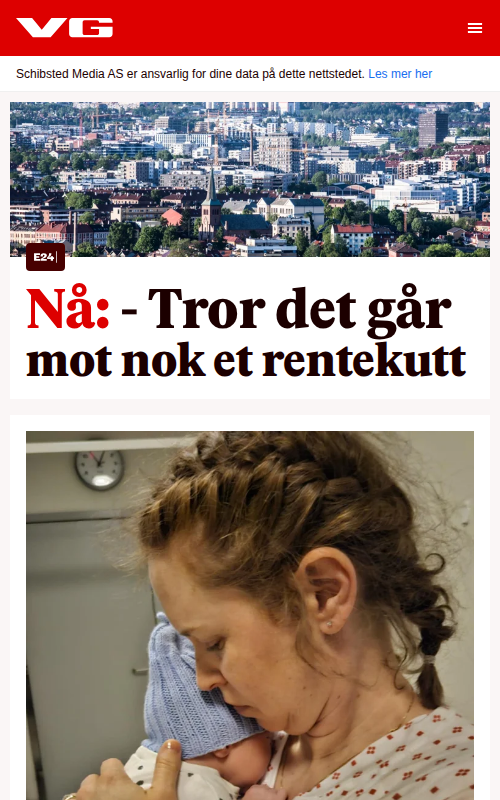 VG
Schibsted Media AS er ansvarlig for dine data på dette nettstedet. Les mer her
E24
Nå: - Tror det går
mot nok et rentekutt